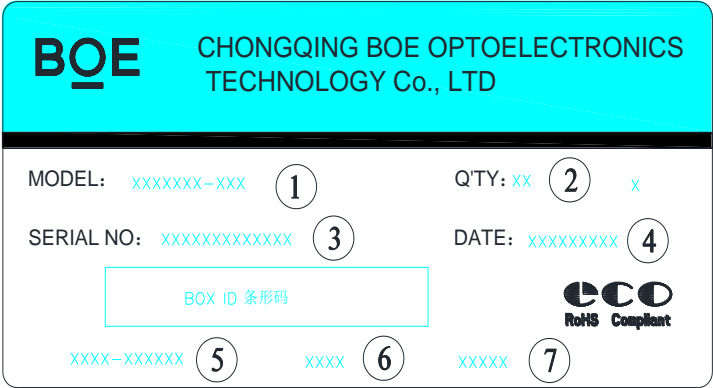 BOE
CHONGQING BOE OPTOELECTRONICS
TECHNOLOGY Co., LTD
MODEL: XXXXXXX-XXX ① Q'TY: XX ② X
SERIAL NO: XXXXXXXXXXXXX ③ DATE: XXXXXXXXX ④
BOX ID 条形码
eco
RoHS Compliant
XXXX-XXXXXX ⑤ XXXX ⑥ XXXXX ⑦